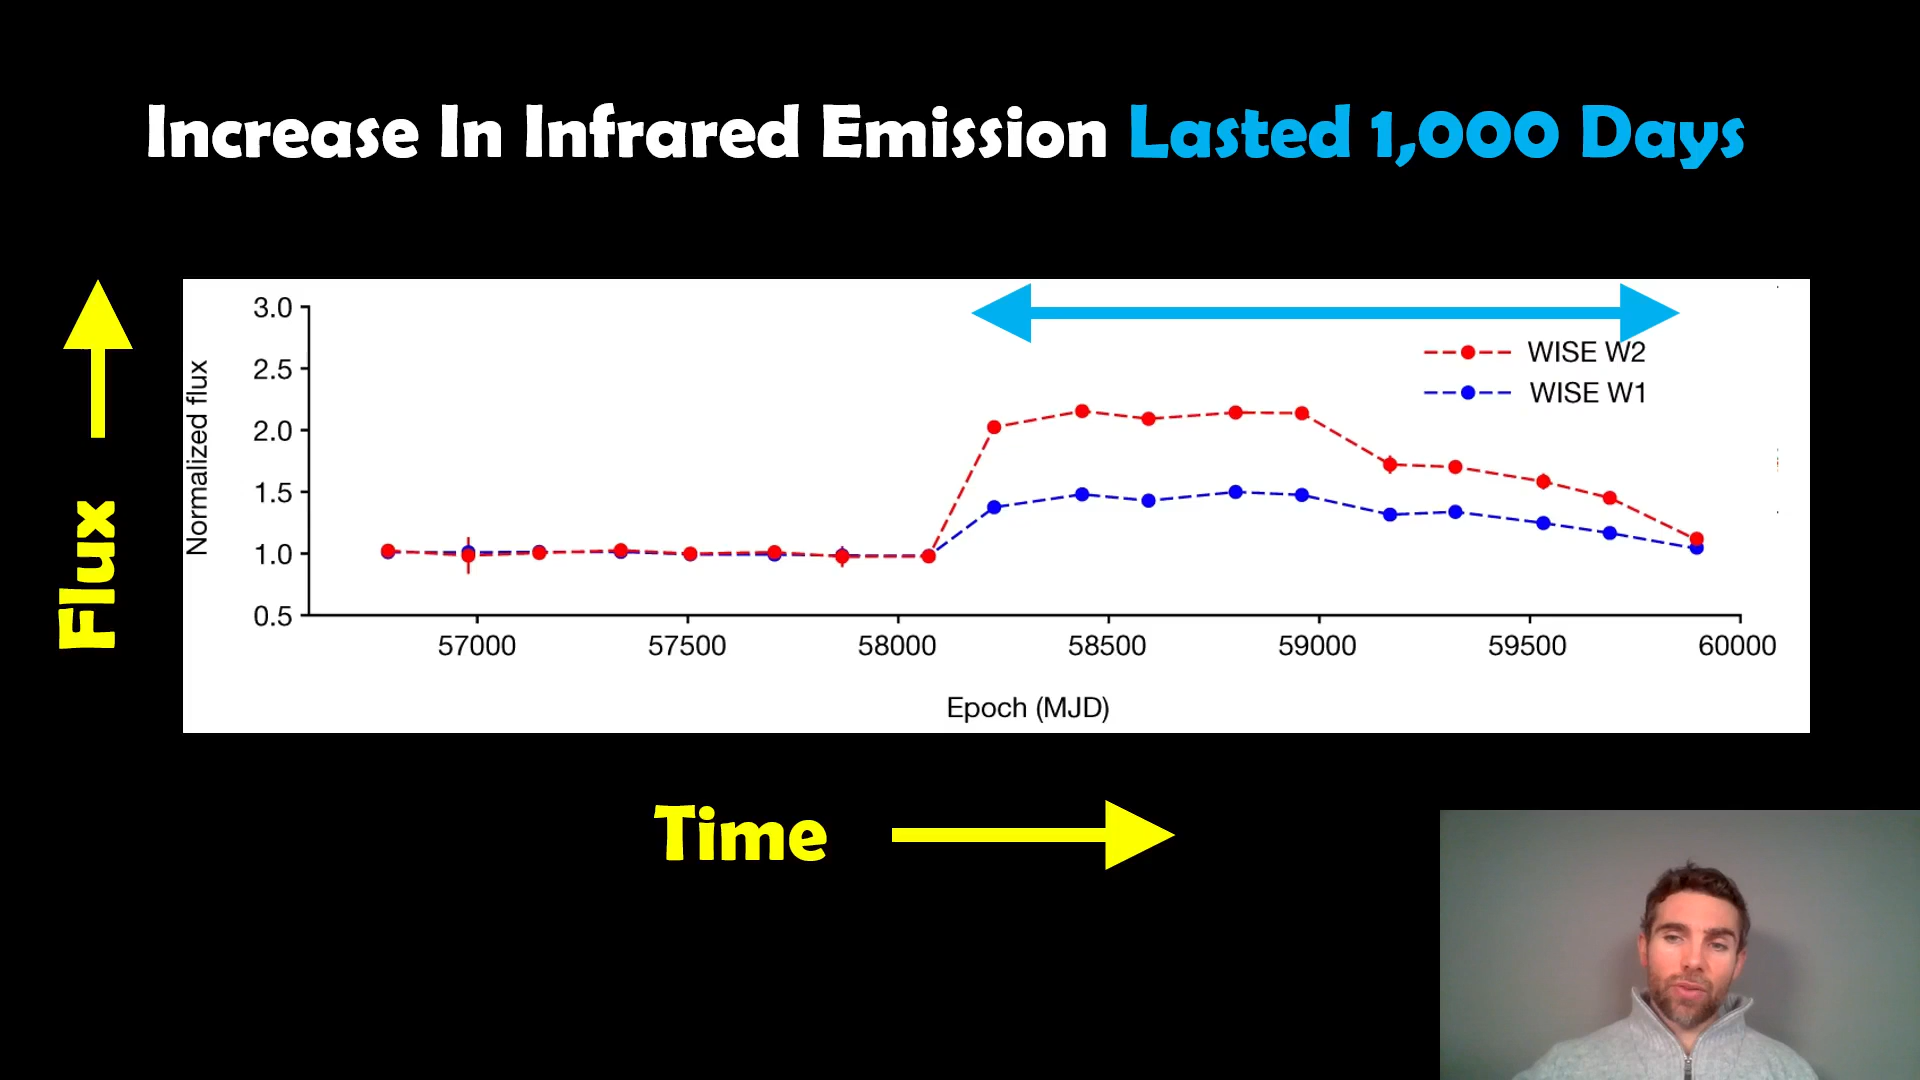 Increase In Infrared Emission Lasted 1,000 Days
3.0
2.5
2.0
1.5
1.0
0.5
Normalized flux
WISE W2
WISE W1
57000 57500 58000 58500 59000 59500 60000
Epoch (MJD)
Flux
Time